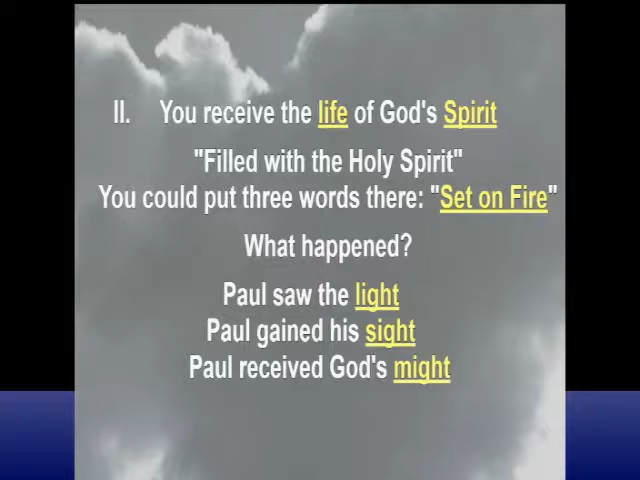 II. You receive the life of God's Spirit
"Filled with the Holy Spirit"
You could put three words there: "Set on Fire"
What happened?
Paul saw the light
Paul gained his sight
Paul received God's might